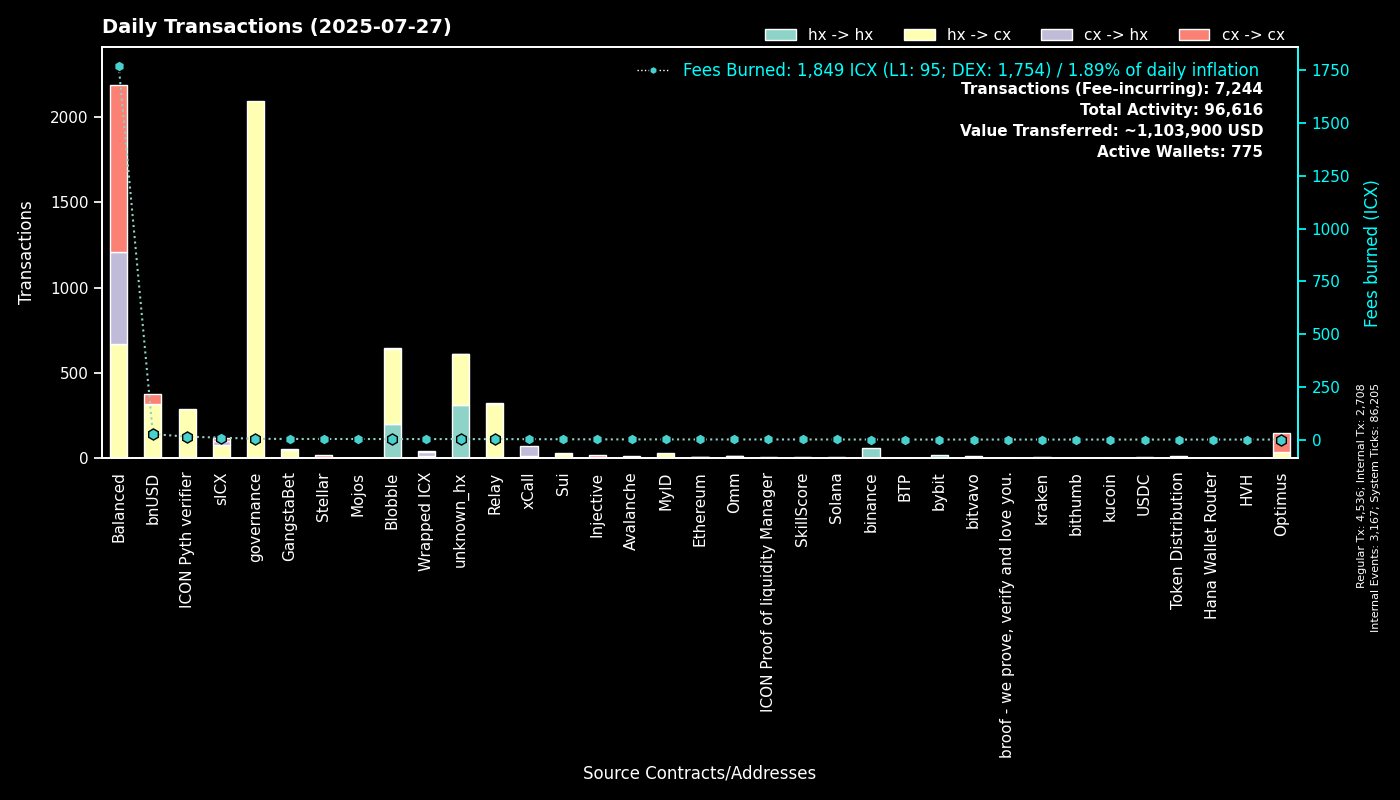 Daily Transactions (2025-07-27)
hx -> hx
hx -> cx
cx -> hx
cx -> cx
Fees Burned: 1,849 ICX (L1: 95; DEX: 1,754) / 1.89% of daily inflation
Transactions (Fee-incurring): 7,244
Total Activity: 96,616
Value Transferred: ~1,103,900 USD
Active Wallets: 775
Transactions
2000
1500
1000
500
0
1750
1500
1250
1000
750
500
250
0
Fees burned (ICX)
Regular Tx: 4,536; Internal Tx: 2,708
Internal Events: 3,167; System Ticks: 86,205
Balanced
bnUSD
ICON Pyth verifier
sICX
governance
GangstaBet
Stellar
Mojos
Blobble
Wrapped ICX
unknown_hx
Relay
xCall
Sui
Injective
Avalanche
MyID
Ethereum
Omm
ICON Proof of liquidity Manager
SkillScore
Solana
binance
BTP
bybit
bitvavo
broof - we prove, verify and love you.
kraken
bithumb
kucoin
USDC
Token Distribution
Hana Wallet Router
HVH
Optimus
Source Contracts/Addresses